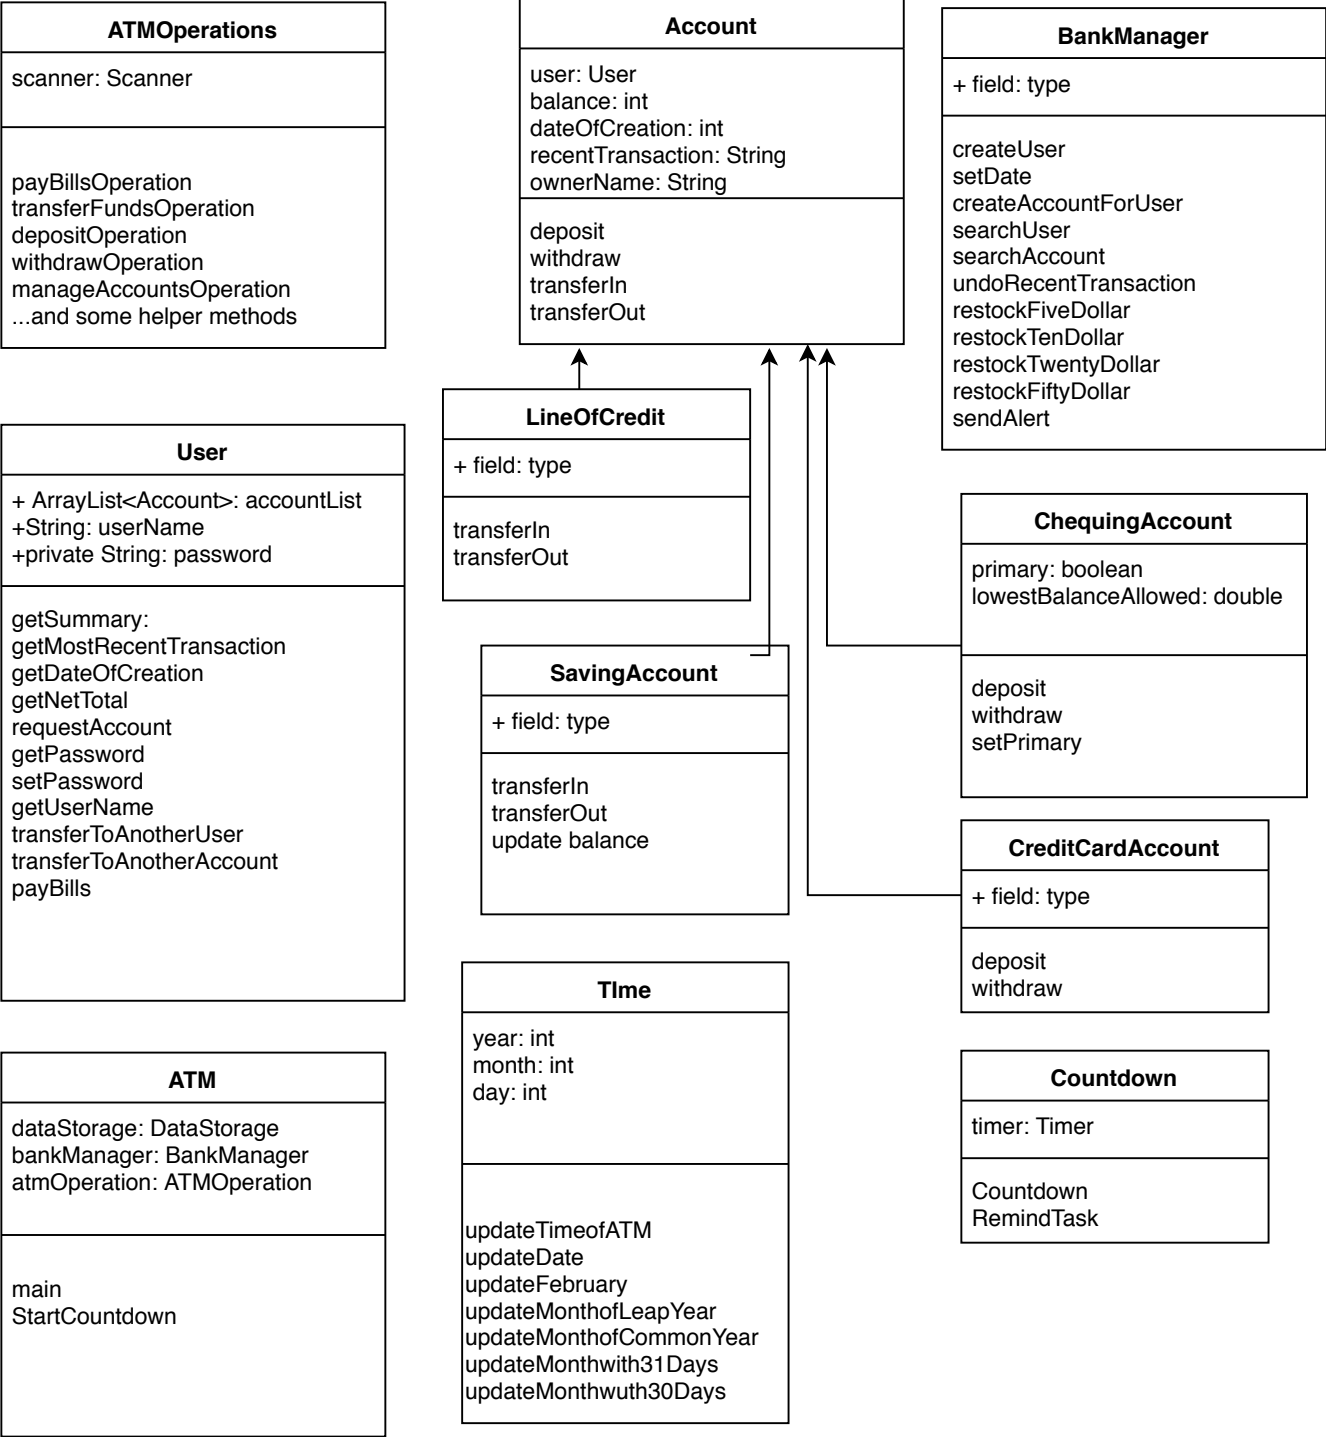 ATMOperations
scanner: Scanner
payBillsOperation
transferFundsOperation
depositOperation
withdrawOperation
manageAccountsOperation
...and some helper methods
Account
user: User
balance: int
dateOfCreation: int
recentTransaction: String
ownerName: String
deposit
withdraw
transferIn
transferOut
BankManager
+ field: type
createUser
setDate
createAccountForUser
searchUser
searchAccount
undoRecentTransaction
restockFiveDollar
restockTenDollar
restockTwentyDollar
restockFiftyDollar
sendAlert
User
+ ArrayList<Account>: accountList
+String: userName
+private String: password
getSummary:
getMostRecentTransaction
getDateOfCreation
getNetTotal
requestAccount
getPassword
setPassword
getUserName
transferToAnotherUser
transferToAnotherAccount
payBills
LineOfCredit
+ field: type
transferIn
transferOut
ChequingAccount
primary: boolean
lowestBalanceAllowed: double
deposit
withdraw
setPrimary
SavingAccount
+ field: type
transferIn
transferOut
update balance
CreditCardAccount
+ field: type
deposit
withdraw
ATM
dataStorage: DataStorage
bankManager: BankManager
atmOperation: ATMOperation
main
StartCountdown
TIme
year: int
month: int
day: int
updateTimeofATM
updateDate
updateFebruary
updateMonthofLeapYear
updateMonthofCommonYear
updateMonthwith31Days
updateMonthwuth30Days
Countdown
timer: Timer
Countdown
RemindTask